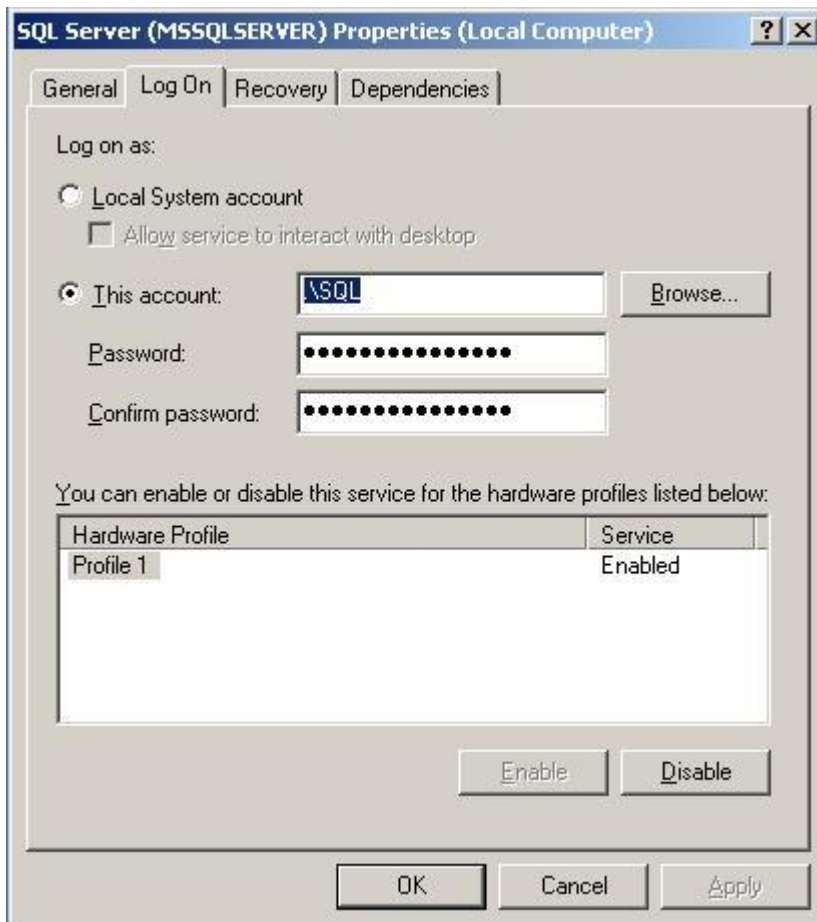 SQL Server (MSSQLSERVER) Properties (Local Computer)
General Log On Recovery Dependencies
Log on as:
Local System account
Allow service to interact with desktop
This account: .\SQL Browse...
Password: •••••••••••••••
Confirm password: •••••••••••••••
You can enable or disable this service for the hardware profiles listed below:
Hardware Profile Service
Profile 1 Enabled
Enable Disable
OK Cancel Apply